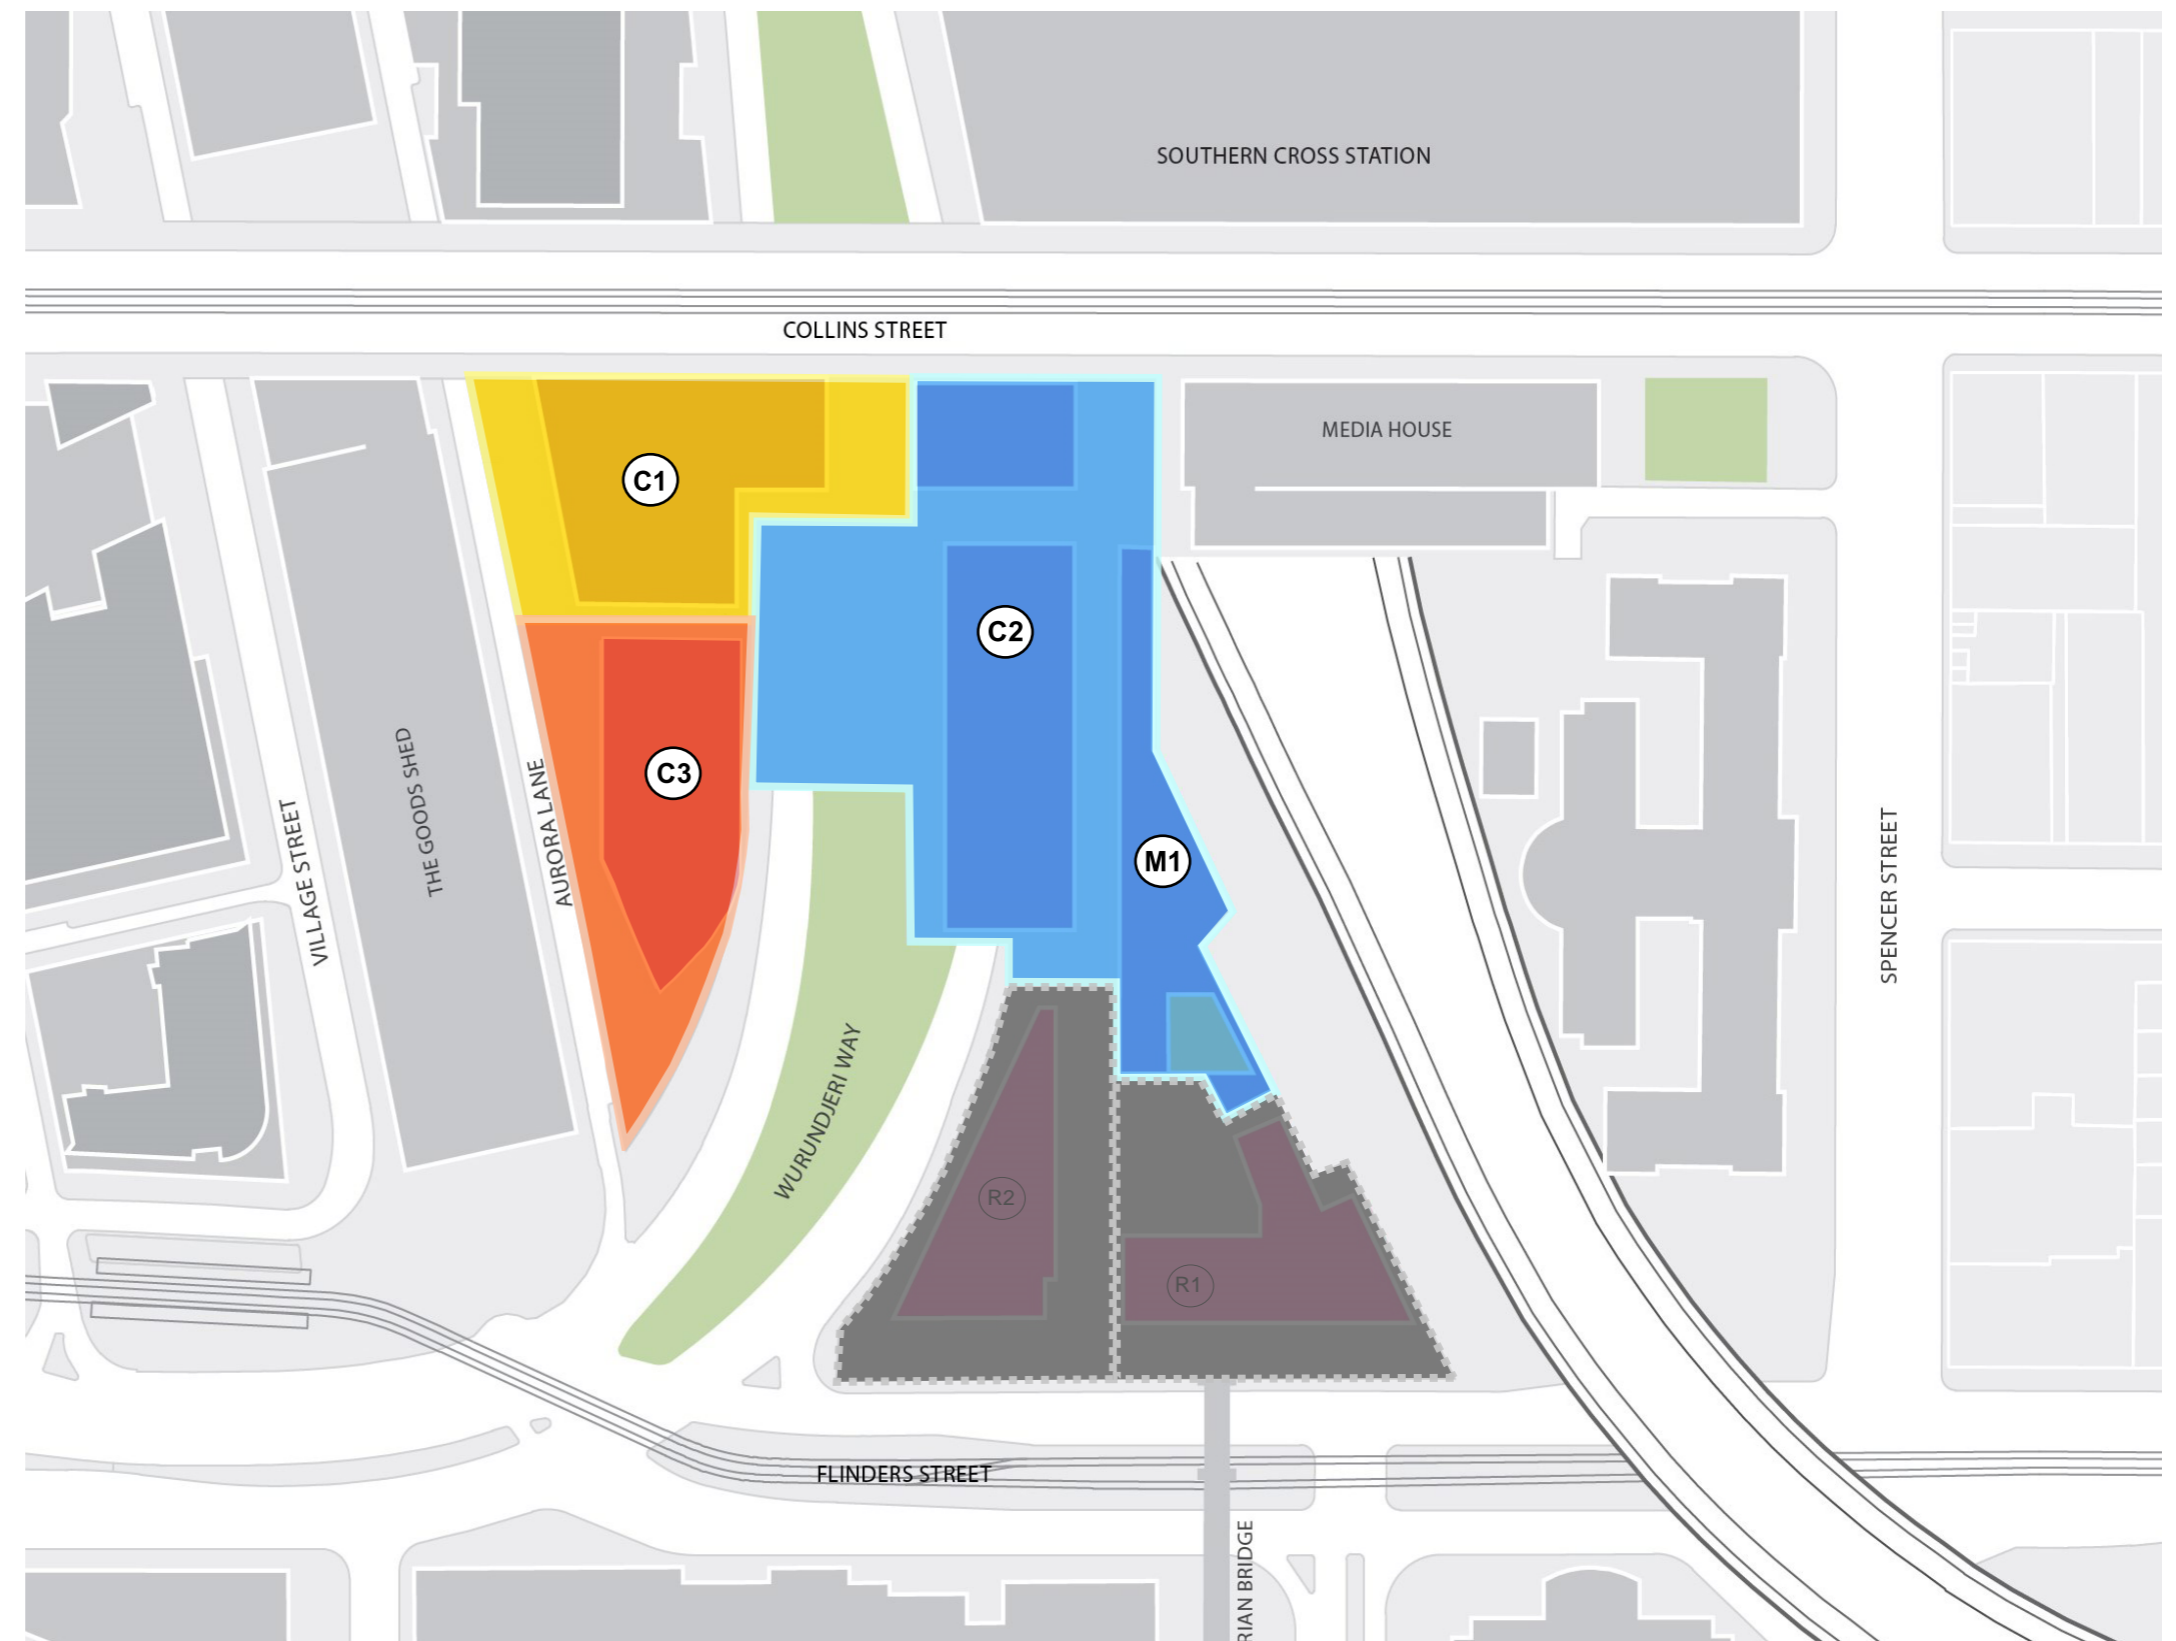 SOUTHERN CROSS STATION
COLLINS STREET
MEDIA HOUSE
C1
C2
C3
M1
THE GOODS SHED
AURORA LANE
VILLAGE STREET
SPENCER STREET
WURUNDJERI WAY
R2
R1
FLINDERS STREET
RIAN BRIDGE